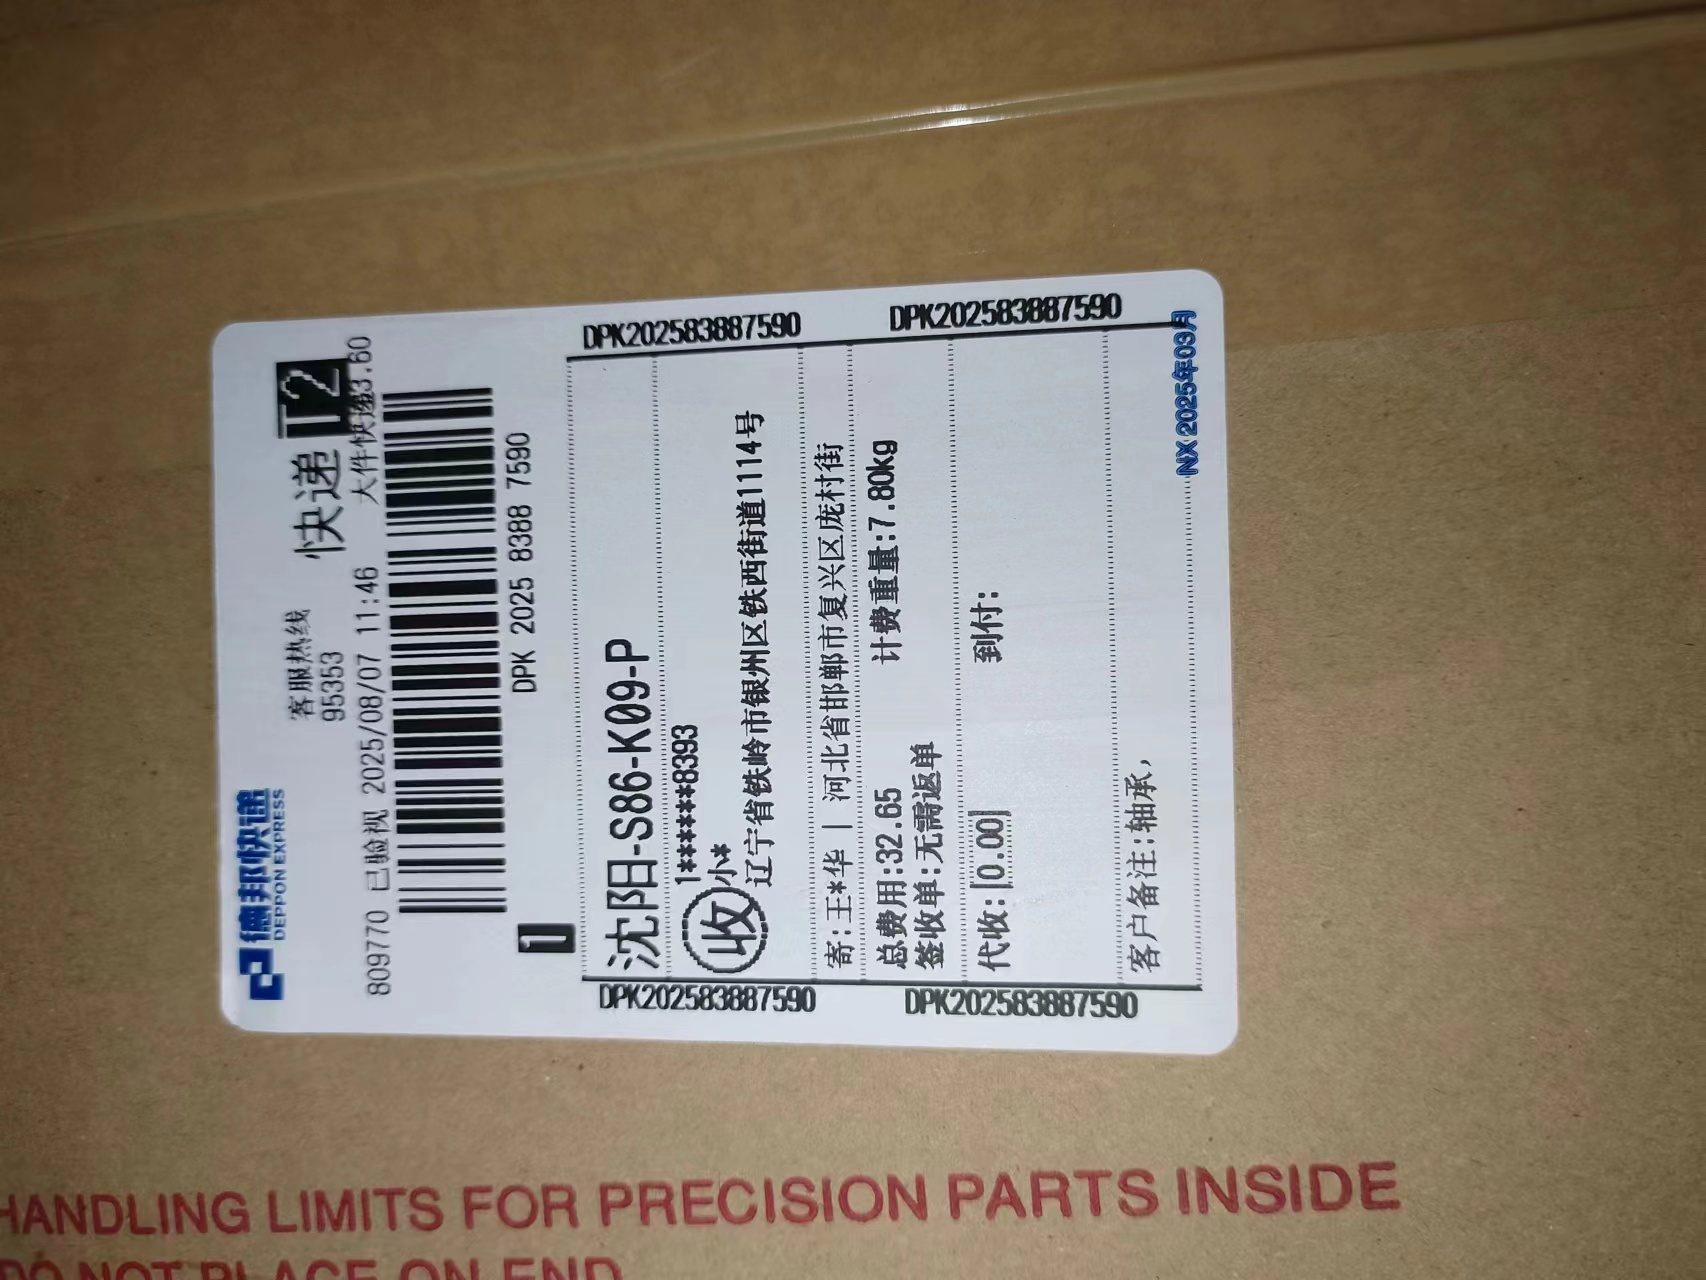 德邦快递
DEPPON EXPRESS
客服热线
95353
快递
T2
809770 已验视 2025/08/07 11:46
大件快递3.60
DPK 2025 8388 7590
1
DPK202583887590
DPK202583887590
沈阳-S86-K09-P
收
1******8393
小*
辽宁省铁岭市银州区铁西街道1114号
寄:王*华 | 河北省邯郸市复兴区庞村街
总费用:32.65
计费重量:7.80kg
签收单:无需返单
代收:[0.00]
到付:
客户备注:轴承,
DPK202583887590
DPK202583887590
NX 2025年03月
HANDLING LIMITS FOR PRECISION PARTS INSIDE
DO NOT PLACE ON END